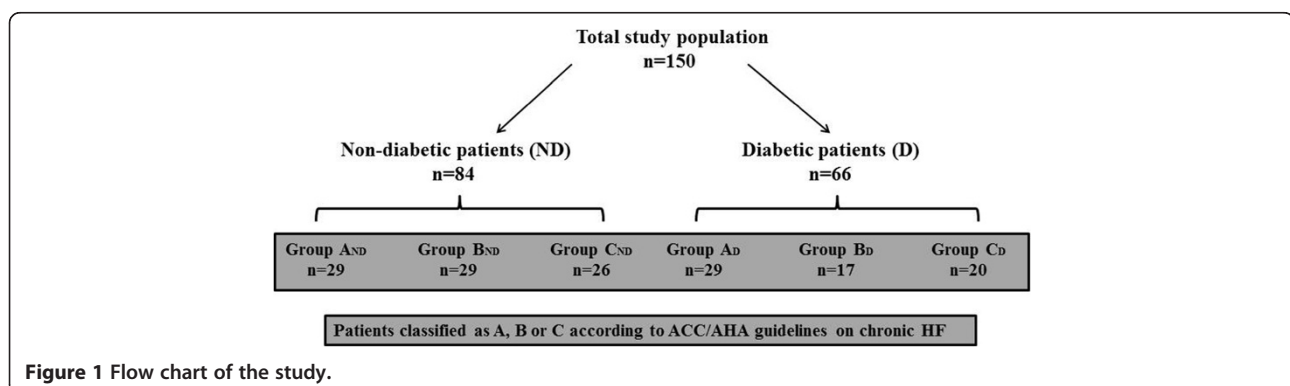 Total study population
n=150
Non-diabetic patients (ND) Diabetic patients (D)
n=84 n=66
Group AND Group BND Group CND Group AD Group BD Group CD
n=29 n=29 n=26 n=29 n=17 n=20
Patients classified as A, B or C according to ACC/AHA guidelines on chronic HF
Figure 1 Flow chart of the study.